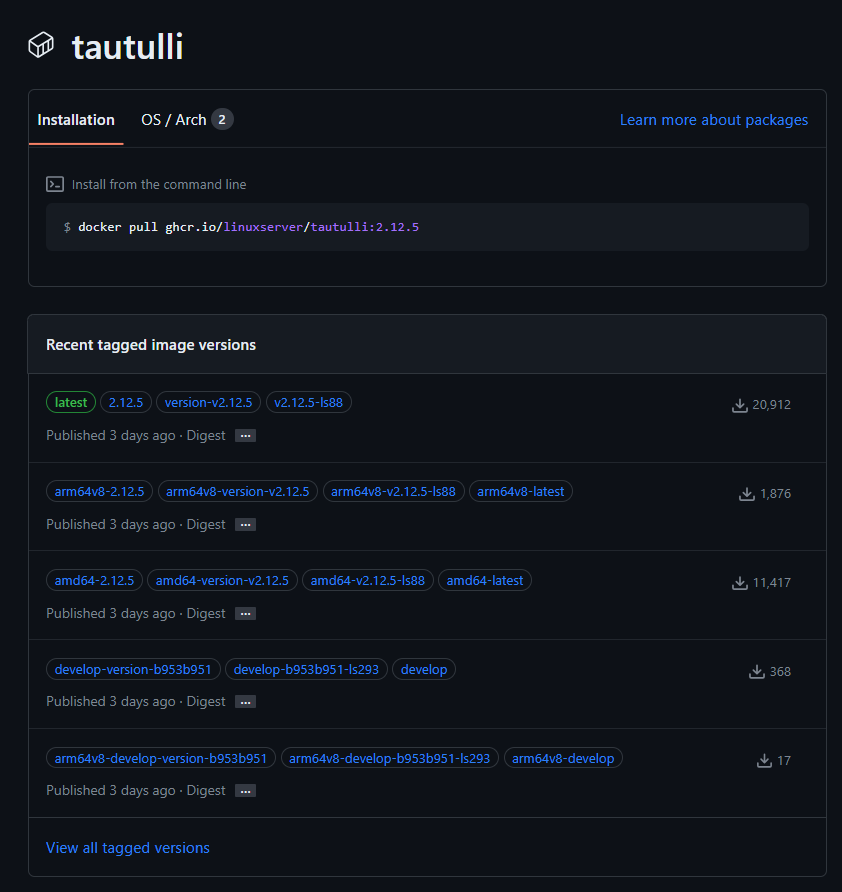 tautulli
Installation OS / Arch 2 Learn more about packages
Install from the command line
$ docker pull ghcr.io/linuxserver/tautulli:2.12.5
Recent tagged image versions
latest 2.12.5 version-v2.12.5 v2.12.5-ls88 20,912
Published 3 days ago · Digest ...
arm64v8-2.12.5 arm64v8-version-v2.12.5 arm64v8-v2.12.5-ls88 arm64v8-latest 1,876
Published 3 days ago · Digest ...
amd64-2.12.5 amd64-version-v2.12.5 amd64-v2.12.5-ls88 amd64-latest 11,417
Published 3 days ago · Digest ...
develop-version-b953b951 develop-b953b951-ls293 develop 368
Published 3 days ago · Digest ...
arm64v8-develop-version-b953b951 arm64v8-develop-b953b951-ls293 arm64v8-develop 17
Published 3 days ago · Digest ...
View all tagged versions